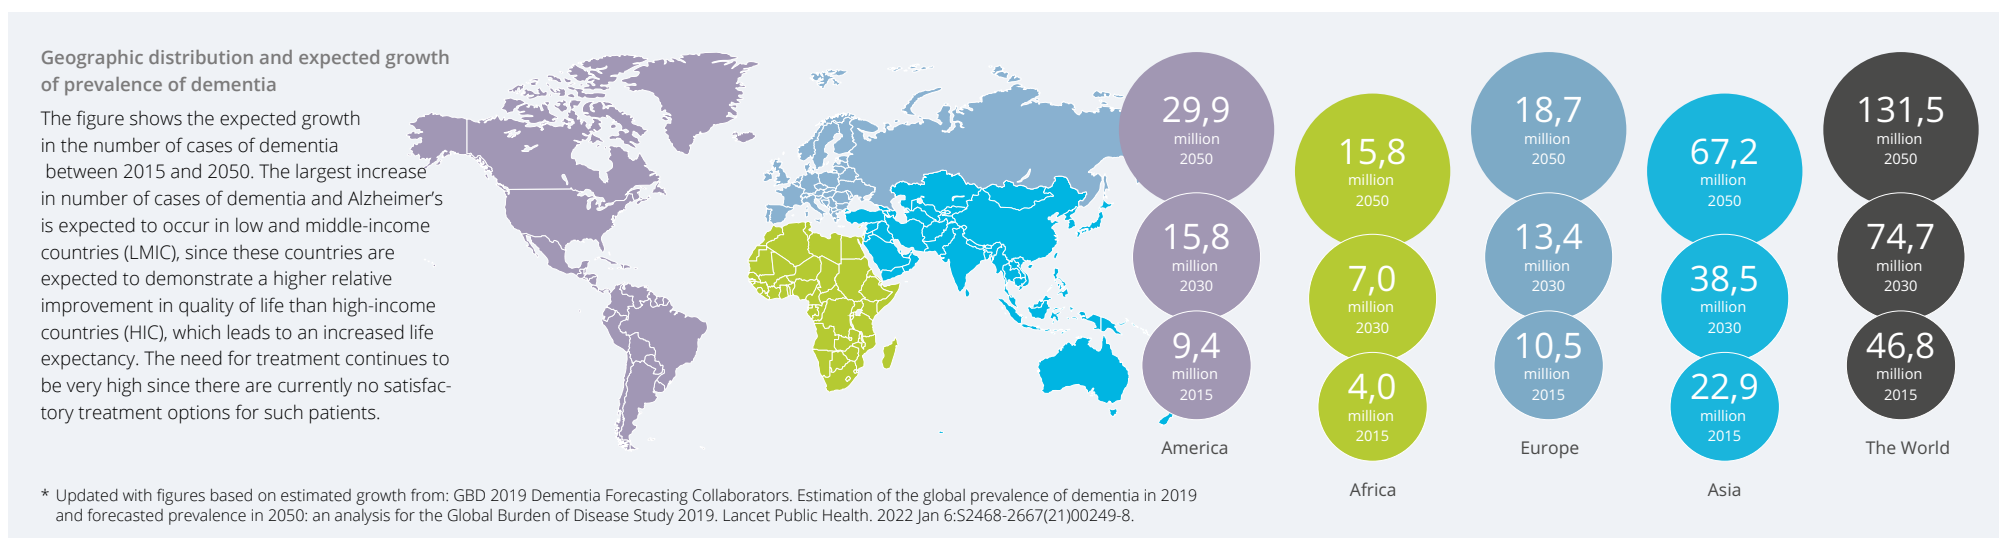 Geographic distribution and expected growth
of prevalence of dementia
The figure shows the expected growth
in the number of cases of dementia
between 2015 and 2050. The largest increase
in number of cases of dementia and Alzheimer's
is expected to occur in low and middle-income
countries (LMIC), since these countries are
expected to demonstrate a higher relative
improvement in quality of life than high-income
countries (HIC), which leads to an increased life
expectancy. The need for treatment continues to
be very high since there are currently no satisfac-
tory treatment options for such patients.
29,9
million
2050
15,8
million
2030
9,4
million
2015
America
15,8
million
2050
7,0
million
2030
4,0
million
2015
Africa
18,7
million
2050
13,4
million
2030
10,5
million
2015
Europe
67,2
million
2050
38,5
million
2030
22,9
million
2015
Asia
131,5
million
2050
74,7
million
2030
46,8
million
2015
The World
* Updated with figures based on estimated growth from: GBD 2019 Dementia Forecasting Collaborators. Estimation of the global prevalence of dementia in 2019
and forecasted prevalence in 2050: an analysis for the Global Burden of Disease Study 2019. Lancet Public Health. 2022 Jan 6:S2468-2667(21)00249-8.